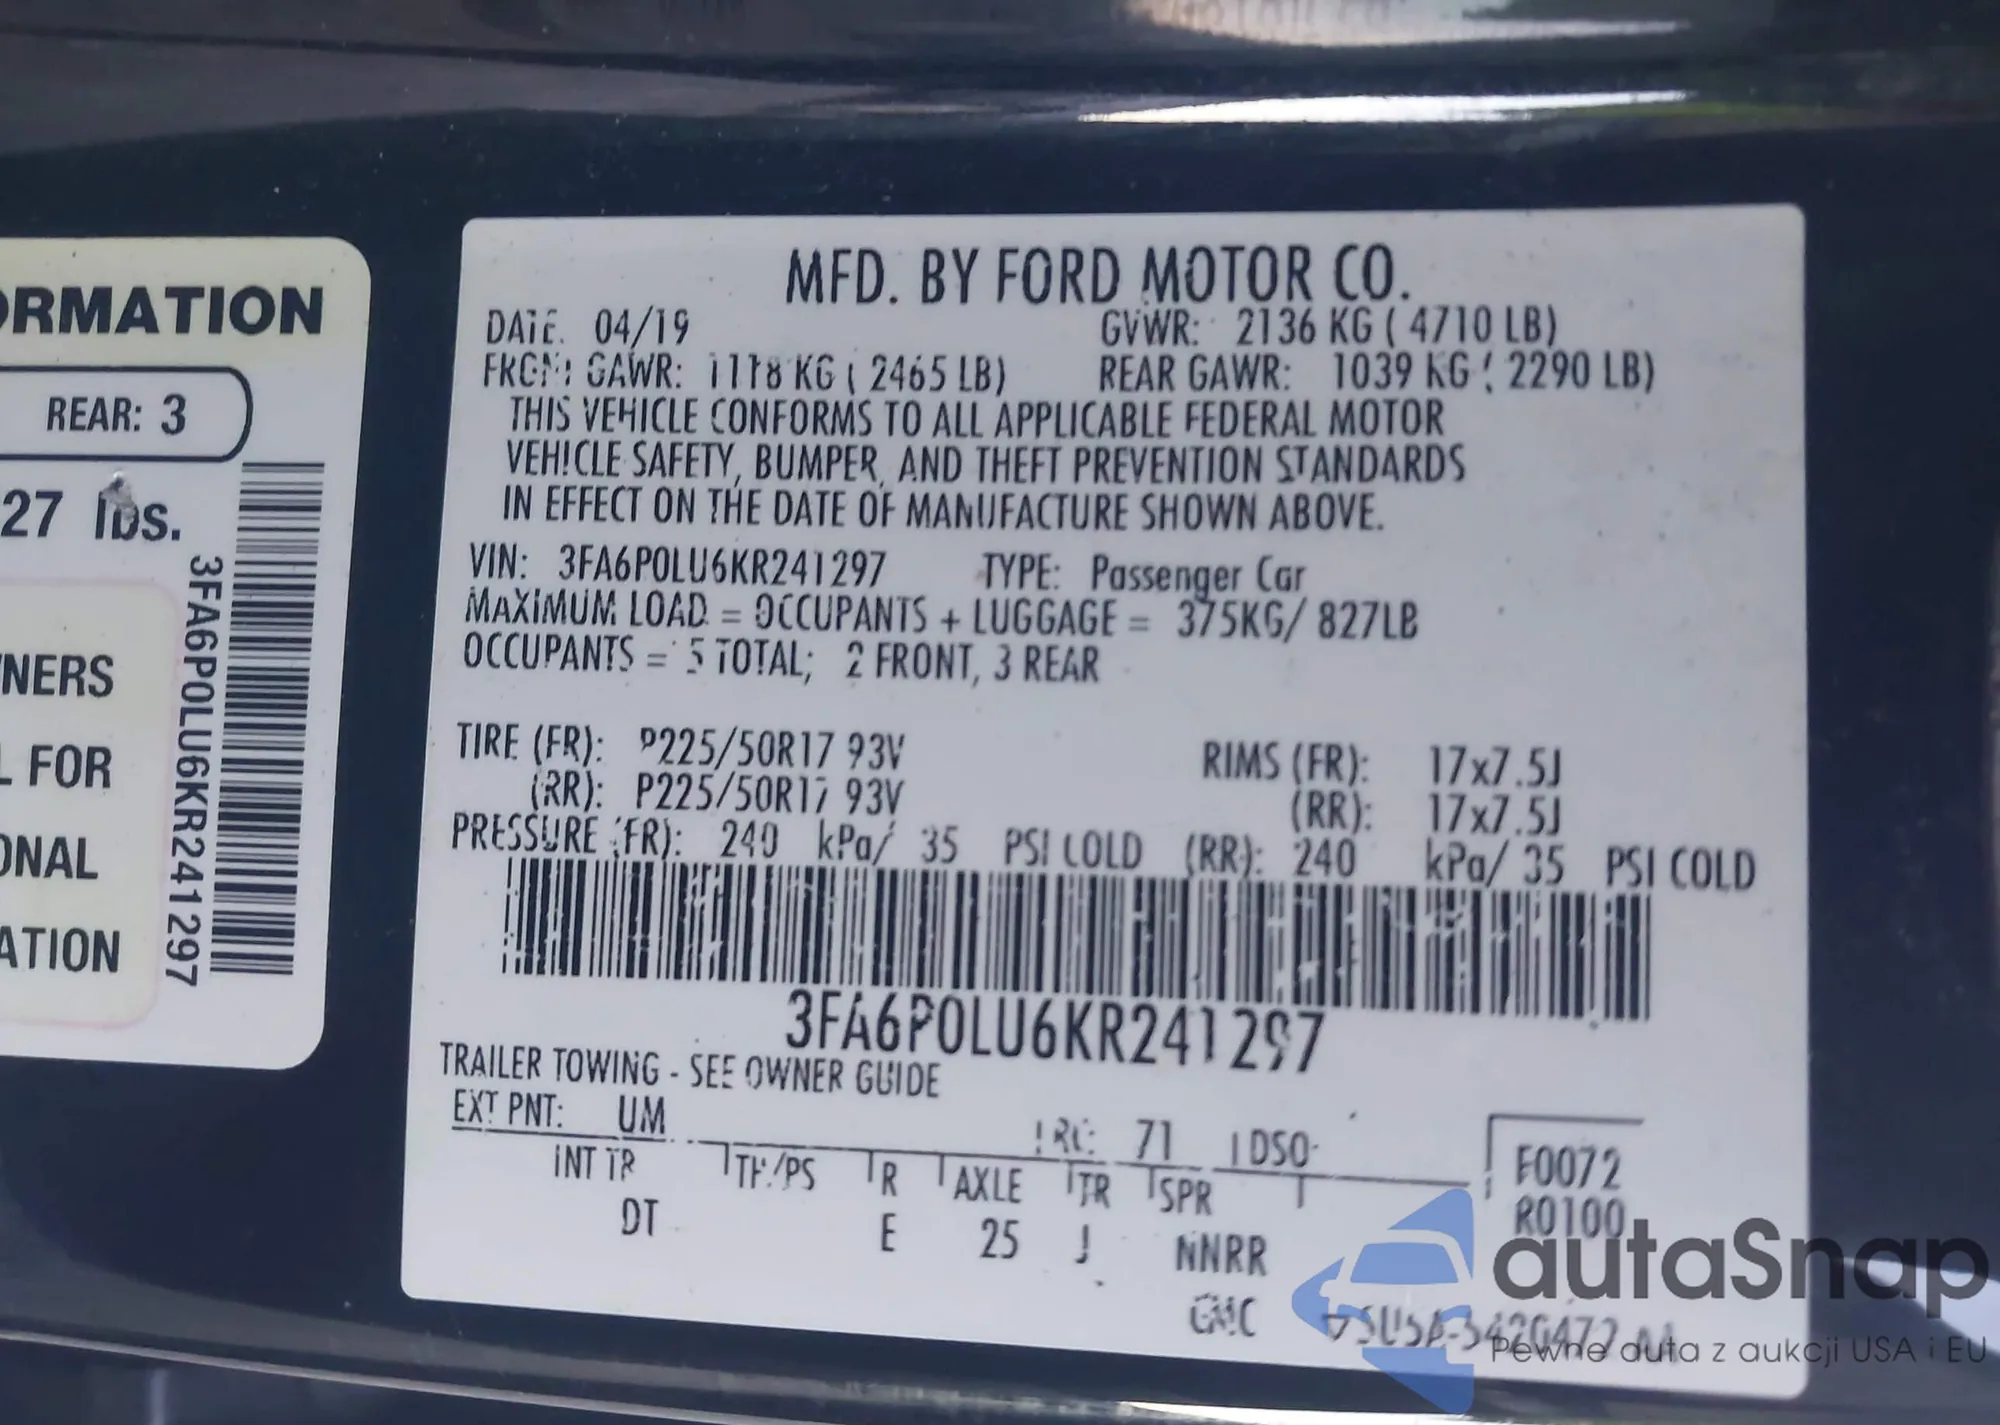 ORMATION
REAR: 3
27 lbs.
NERS
L FOR
ONAL
ATION
3FA6P0LU6KR241297
MFD. BY FORD MOTOR CO.
DATE. 04/19 GVWR: 2136 KG ( 4710 LB)
FRONT GAWR: 1118 KG ( 2465 LB) REAR GAWR: 1039 KG ( 2290 LB)
THIS VEHICLE CONFORMS TO ALL APPLICABLE FEDERAL MOTOR
VEHICLE SAFETY, BUMPER, AND THEFT PREVENTION STANDARDS
IN EFFECT ON THE DATE OF MANUFACTURE SHOWN ABOVE.
VIN: 3FA6P0LU6KR241297 TYPE: Passenger Car
MAXIMUM LOAD = OCCUPANTS + LUGGAGE = 375KG/ 827LB
OCCUPANTS = 5 TOTAL; 2 FRONT, 3 REAR
TIRE (FR): P225/50R17 93V RIMS (FR): 17x7.5J
(RR): P225/50R17 93V (RR): 17x7.5J
PRESSURE (FR): 240 kPa/ 35 PSI COLD (RR): 240 kPa/ 35 PSI COLD
3FA6P0LU6KR241297
TRAILER TOWING - SEE OWNER GUIDE
EXT PNT: UM RC: 71 DSO:
F0072
INT TR TP/PS R AXLE TR SPR
R0100
DT E 25 J NNRR
autaSnap
Pewne auta z aukcji USA i EU